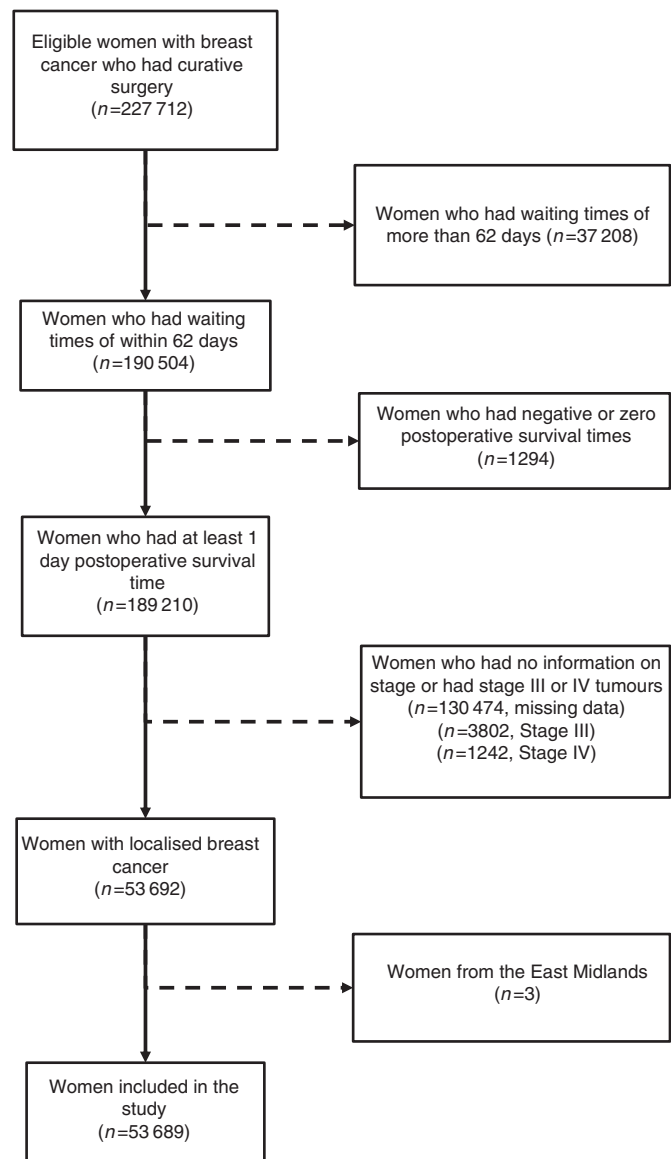 Eligible women with breast
cancer who had curative
surgery
(n=227 712)
Women who had waiting times of
more than 62 days (n=37 208)
Women who had waiting
times of within 62 days
(n=190 504)
Women who had negative or zero
postoperative survival times
(n=1294)
Women who had at least 1
day postoperative survival
time
(n=189 210)
Women who had no information on
stage or had stage III or IV tumours
(n=130 474, missing data)
(n=3802, Stage III)
(n=1242, Stage IV)
Women with localised breast
cancer
(n=53 692)
Women from the East Midlands
(n=3)
Women included in the
study
(n=53 689)